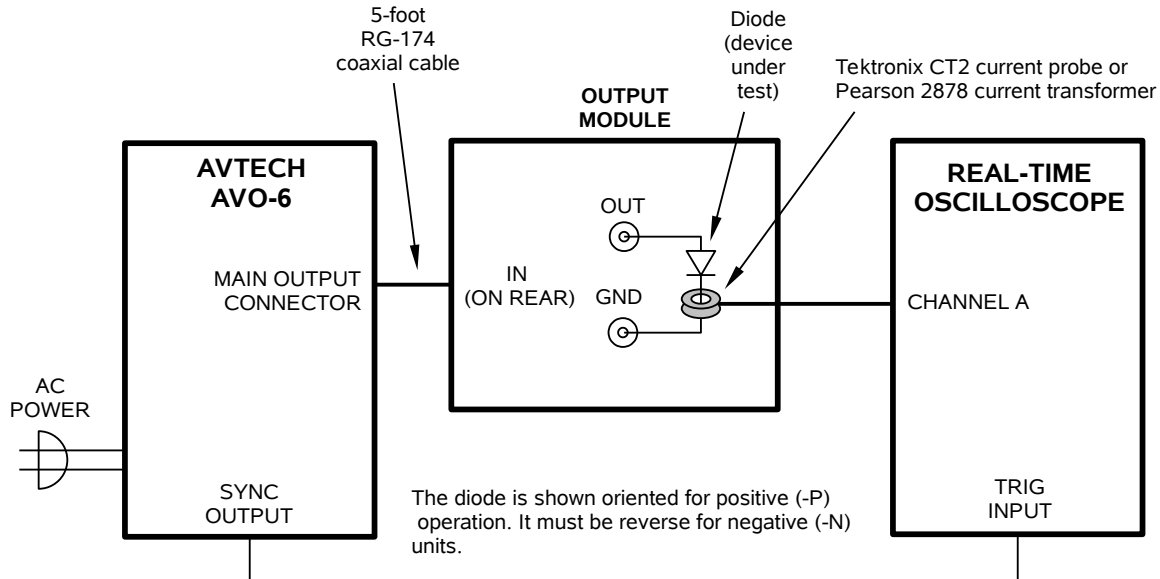 5-foot
RG-174
coaxial cable
Diode
(device
under
test)
Tektronix CT2 current probe or
Pearson 2878 current transformer
OUTPUT
MODULE
AVTECH
AVO-6
REAL-TIME
OSCILLOSCOPE
OUT
MAIN OUTPUT
CONNECTOR
IN
(ON REAR)
GND
CHANNEL A
AC
POWER
SYNC
OUTPUT
The diode is shown oriented for positive (-P)
operation. It must be reverse for negative (-N)
units.
TRIG
INPUT